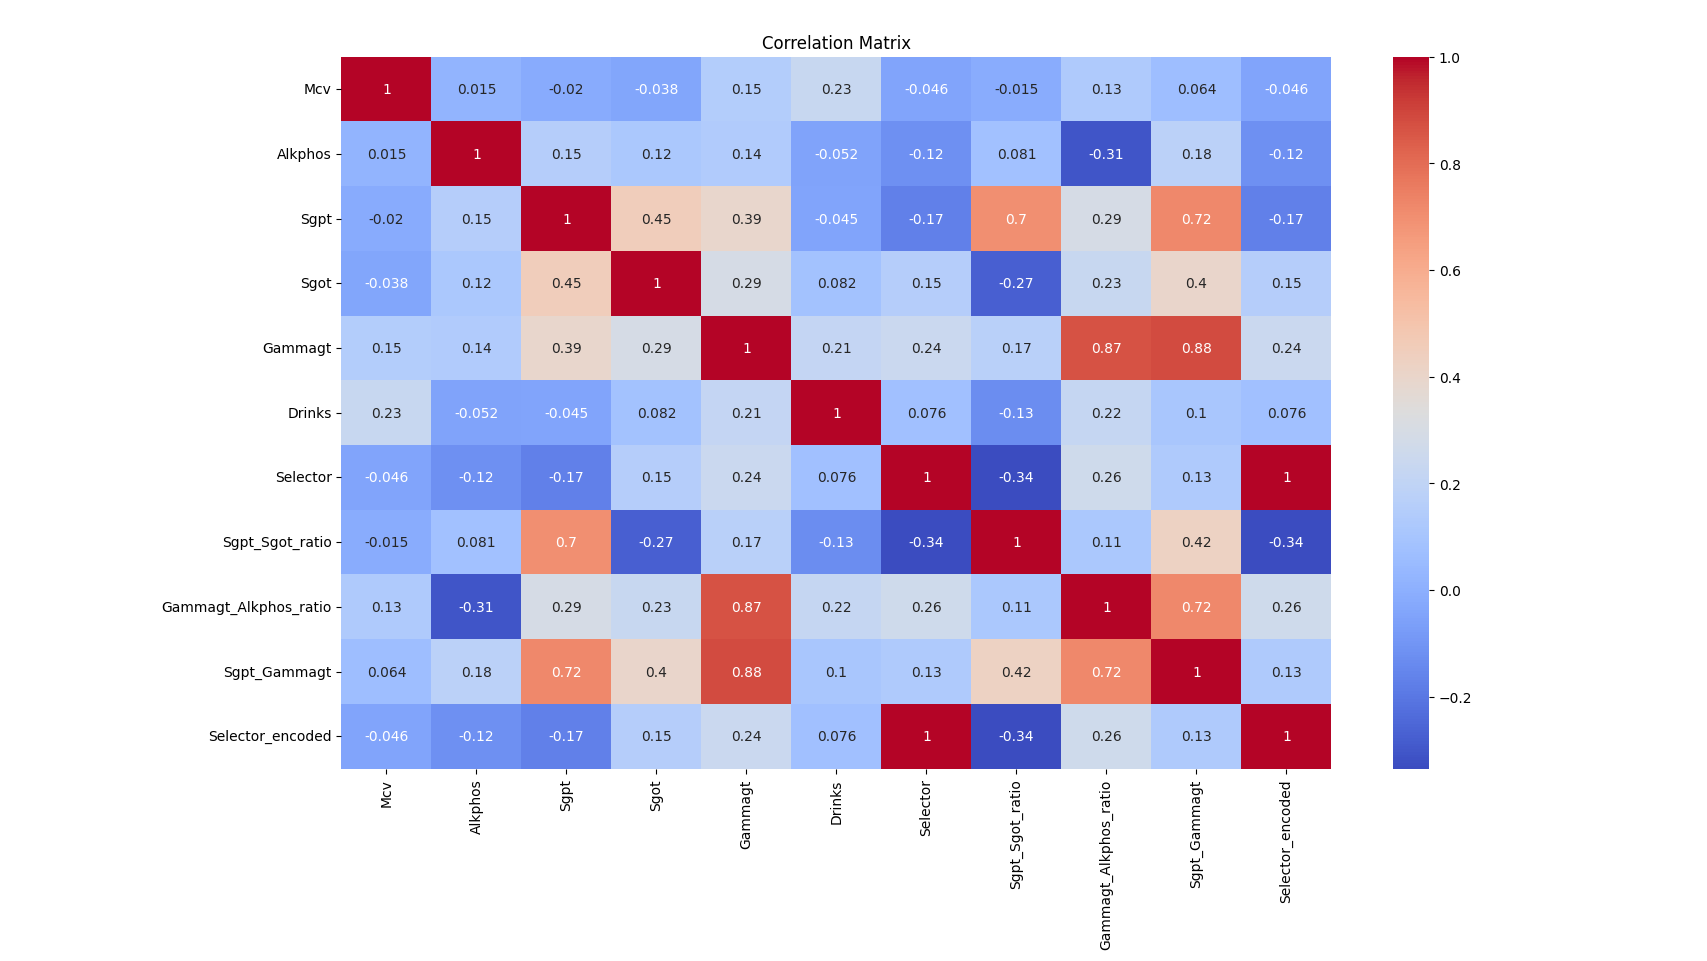 Correlation Matrix
Mcv 1 0.015 -0.02 -0.038 0.15 0.23 -0.046 -0.015 0.13 0.064 -0.046
Alkphos 0.015 1 0.15 0.12 0.14 -0.052 -0.12 0.081 -0.31 0.18 -0.12
Sgpt -0.02 0.15 1 0.45 0.39 -0.045 -0.17 0.7 0.29 0.72 -0.17
Sgot -0.038 0.12 0.45 1 0.29 0.082 0.15 -0.27 0.23 0.4 0.15
Gammagt 0.15 0.14 0.39 0.29 1 0.21 0.24 0.17 0.87 0.88 0.24
Drinks 0.23 -0.052 -0.045 0.082 0.21 1 0.076 -0.13 0.22 0.1 0.076
Selector -0.046 -0.12 -0.17 0.15 0.24 0.076 1 -0.34 0.26 0.13 1
Sgpt_Sgot_ratio -0.015 0.081 0.7 -0.27 0.17 -0.13 -0.34 1 0.11 0.42 -0.34
Gammagt_Alkphos_ratio 0.13 -0.31 0.29 0.23 0.87 0.22 0.26 0.11 1 0.72 0.26
Sgpt_Gammagt 0.064 0.18 0.72 0.4 0.88 0.1 0.13 0.42 0.72 1 0.13
Selector_encoded -0.046 -0.12 -0.17 0.15 0.24 0.076 1 -0.34 0.26 0.13 1
Mcv
Alkphos
Sgpt
Sgot
Gammagt
Drinks
Selector
Sgpt_Sgot_ratio
Gammagt_Alkphos_ratio
Sgpt_Gammagt
Selector_encoded
1.0
0.8
0.6
0.4
0.2
0.0
−0.2